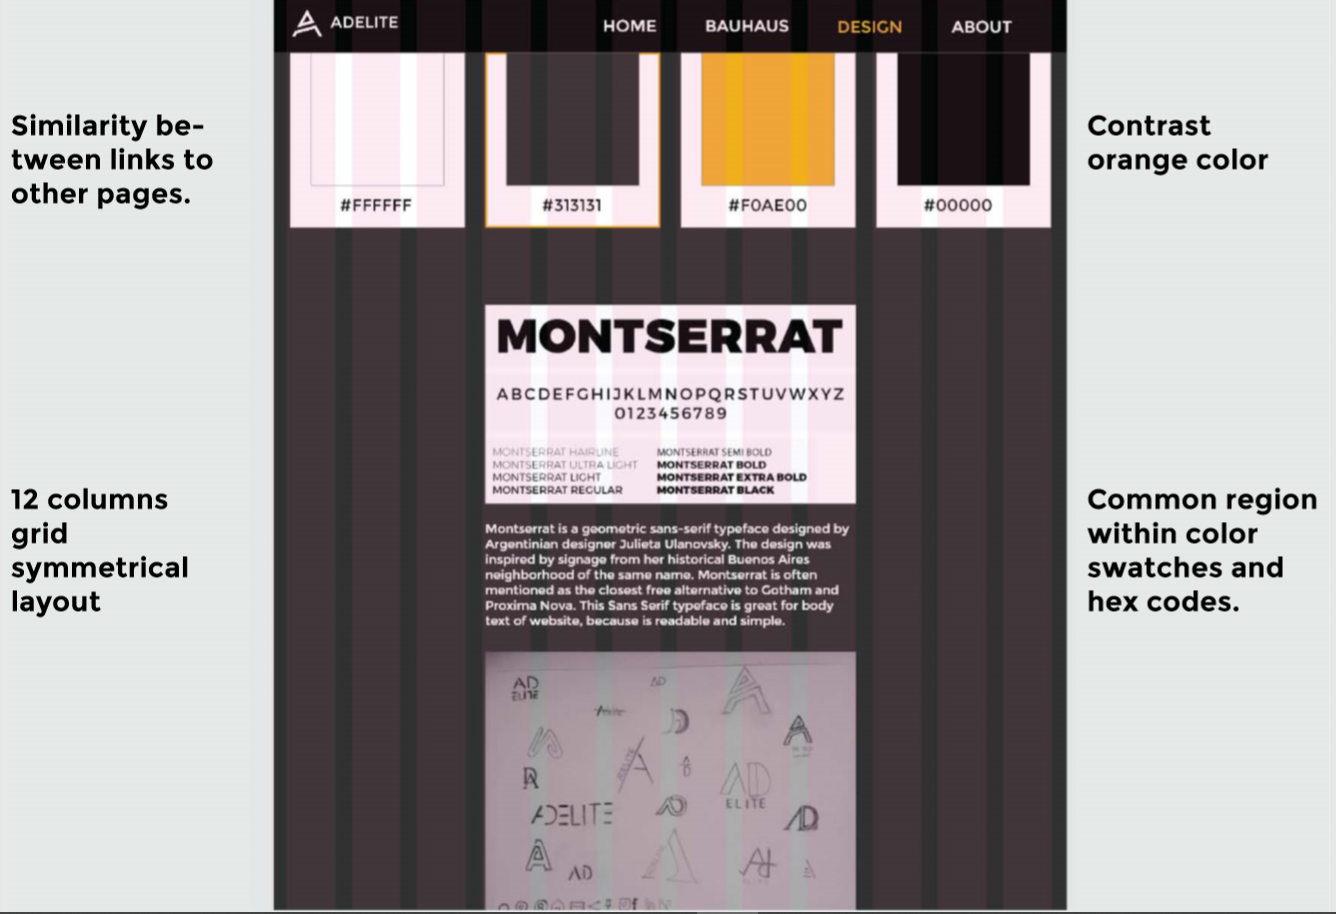 ADELITE
HOME BAUHAUS DESIGN ABOUT
Similarity be-
tween links to
other pages.
Contrast
orange color
#FFFFFF #313131 #F0AE00 #00000
MONTSERRAT
ABCDEFGHIJKLMNOPQRSTUVWXYZ
0123456789
MONTSERRAT HAIRLINE
MONTSERRAT ULTRA LIGHT
MONTSERRAT LIGHT
MONTSERRAT REGULAR
MONTSERRAT SEMI BOLD
MONTSERRAT BOLD
MONTSERRAT EXTRA BOLD
MONTSERRAT BLACK
12 columns
grid
symmetrical
layout
Common region
within color
swatches and
hex codes.
Montserrat is a geometric sans-serif typeface designed by
Argentinian designer Julieta Ulanovsky. The design was
inspired by signage from her historical Buenos Aires
neighborhood of the same name. Montserrat is often
mentioned as the closest free alternative to Gotham and
Proxima Nova. This Sans Serif typeface is great for body
text of website, because is readable and simple.
AD
ELITE
AD
Adelite
A
A
ADELITE
A
AD
ELITE
ADELITE
AD
A
AD